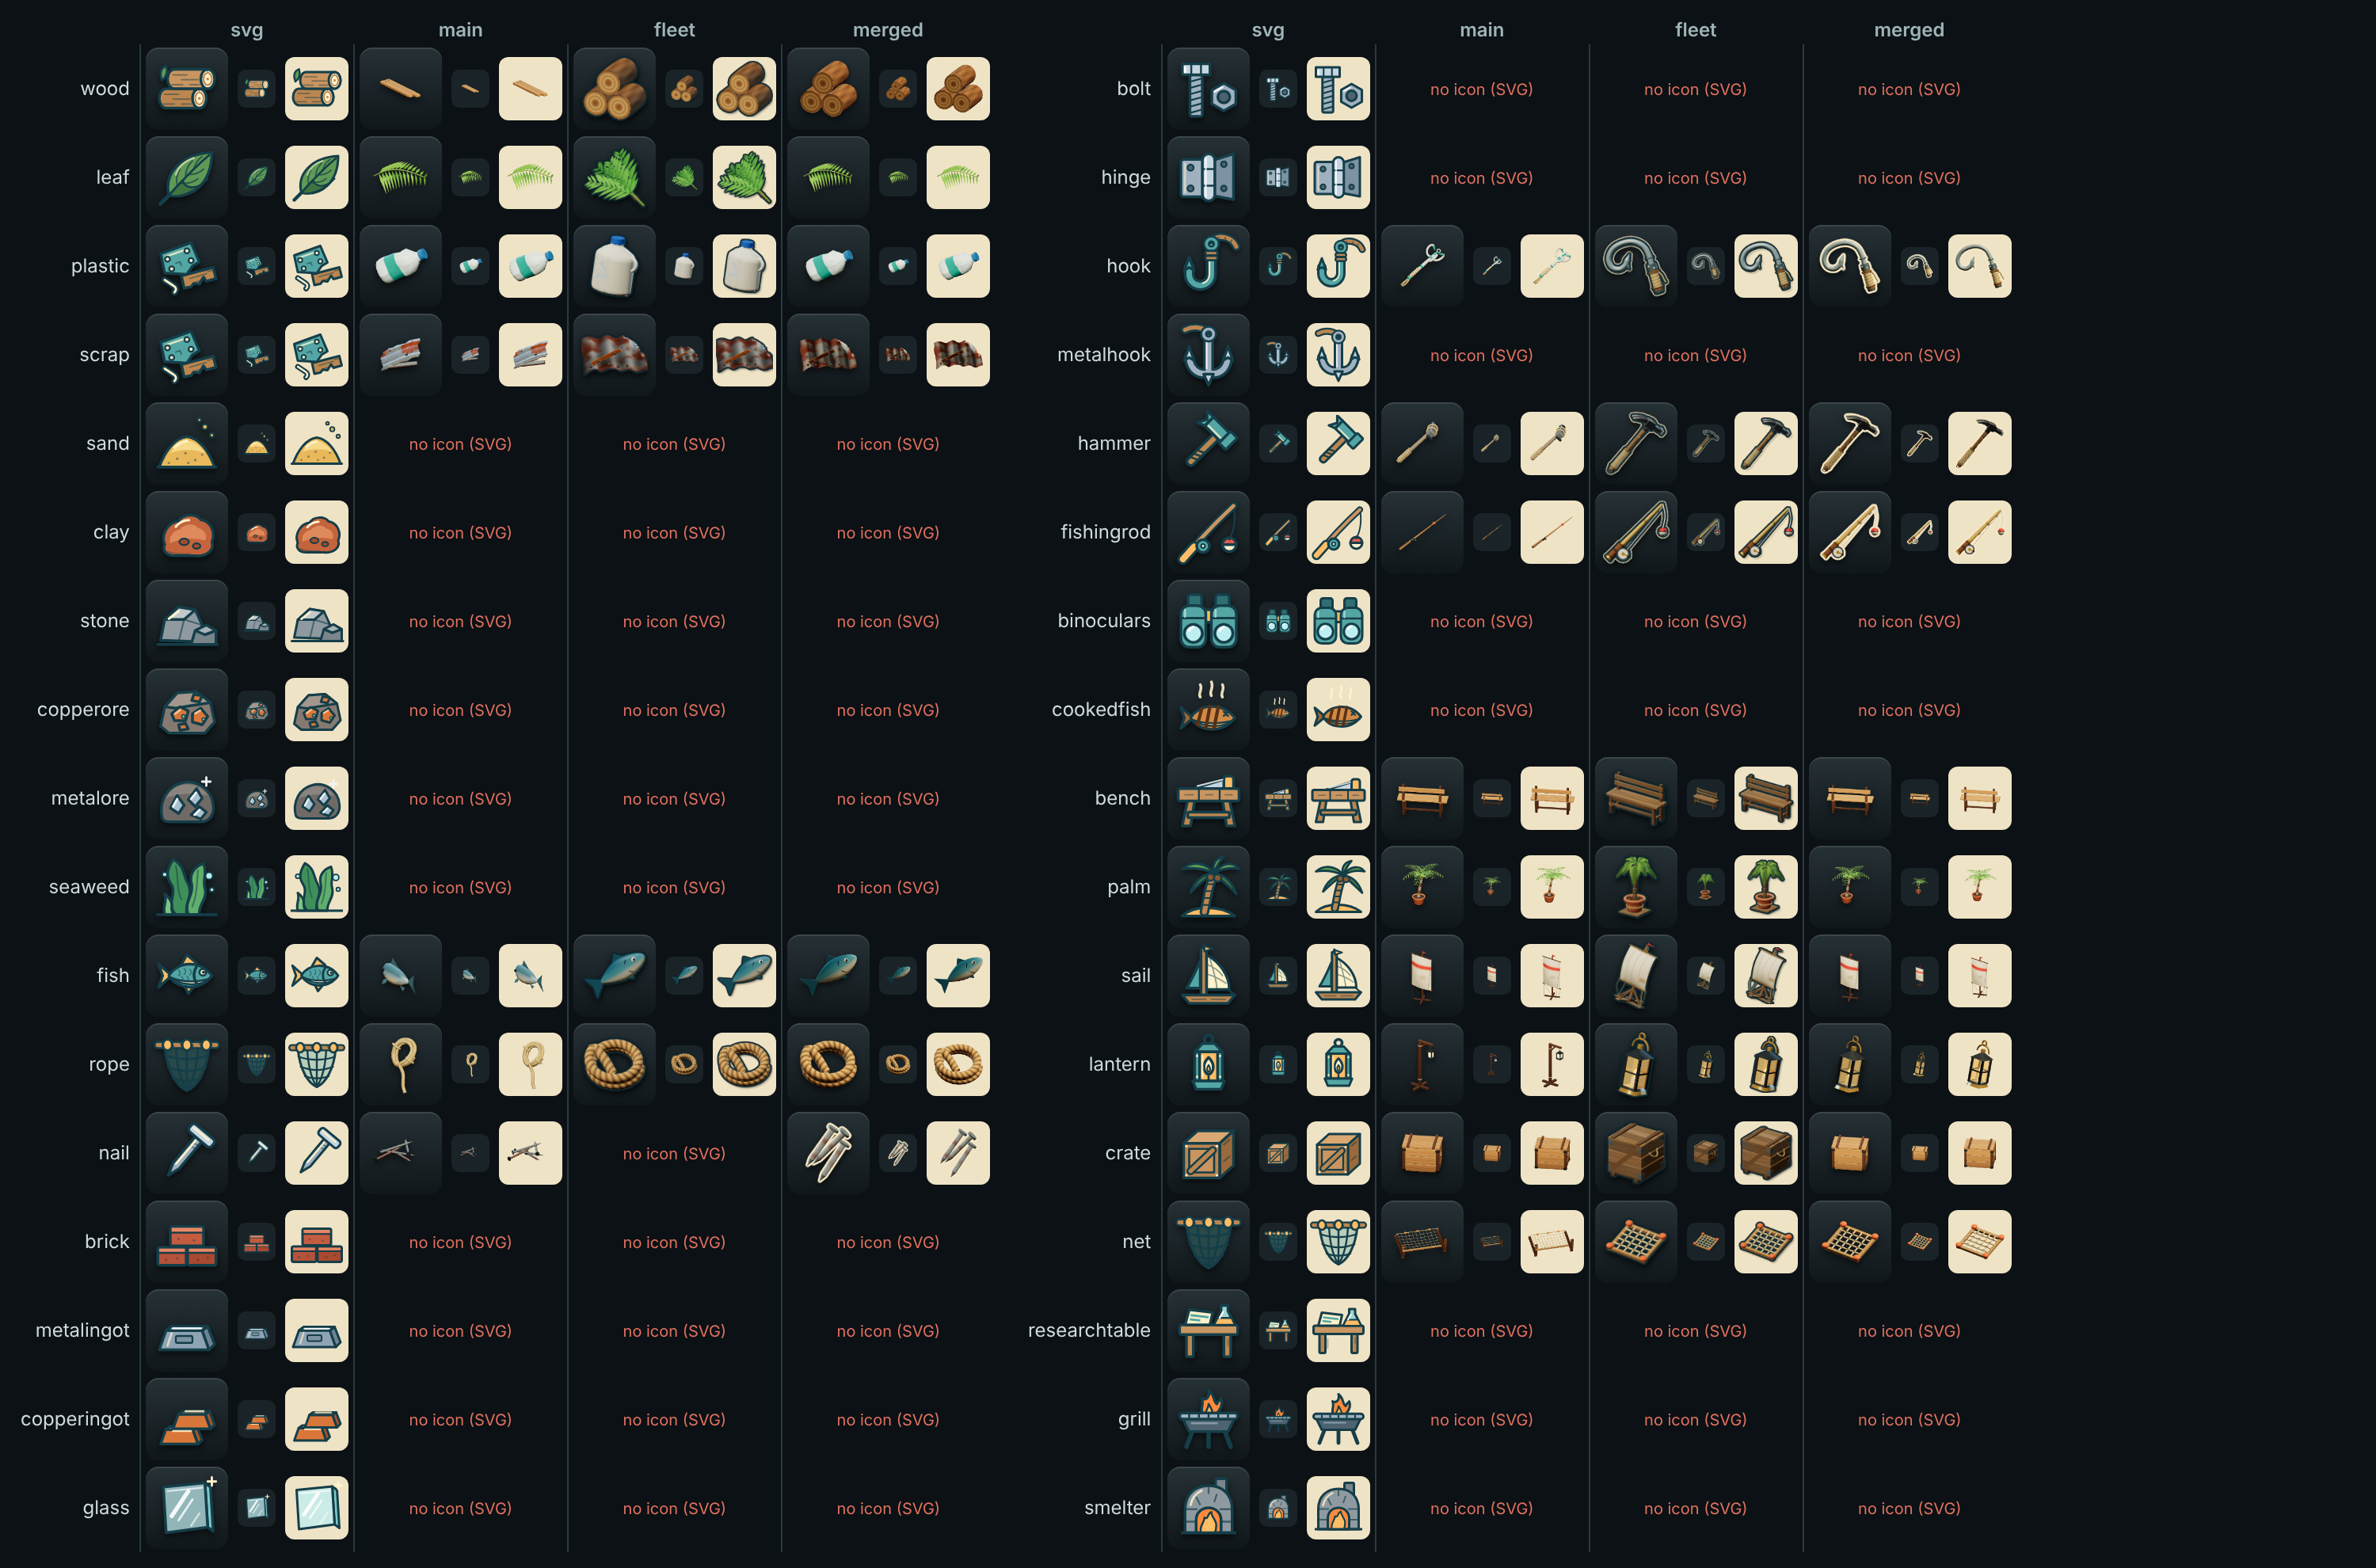 svg main fleet merged svg main fleet merged
wood bolt no icon (SVG) no icon (SVG) no icon (SVG)
leaf hinge no icon (SVG) no icon (SVG) no icon (SVG)
plastic hook
scrap metalhook no icon (SVG) no icon (SVG) no icon (SVG)
sand no icon (SVG) no icon (SVG) no icon (SVG) hammer
clay no icon (SVG) no icon (SVG) no icon (SVG) fishingrod
stone no icon (SVG) no icon (SVG) no icon (SVG) binoculars no icon (SVG) no icon (SVG) no icon (SVG)
copperore no icon (SVG) no icon (SVG) no icon (SVG) cookedfish no icon (SVG) no icon (SVG) no icon (SVG)
metalore no icon (SVG) no icon (SVG) no icon (SVG) bench
seaweed no icon (SVG) no icon (SVG) no icon (SVG) palm
fish sail
rope lantern
nail no icon (SVG) crate
brick no icon (SVG) no icon (SVG) no icon (SVG) net
metalingot no icon (SVG) no icon (SVG) no icon (SVG) researchtable no icon (SVG) no icon (SVG) no icon (SVG)
copperingot no icon (SVG) no icon (SVG) no icon (SVG) grill no icon (SVG) no icon (SVG) no icon (SVG)
glass no icon (SVG) no icon (SVG) no icon (SVG) smelter no icon (SVG) no icon (SVG) no icon (SVG)